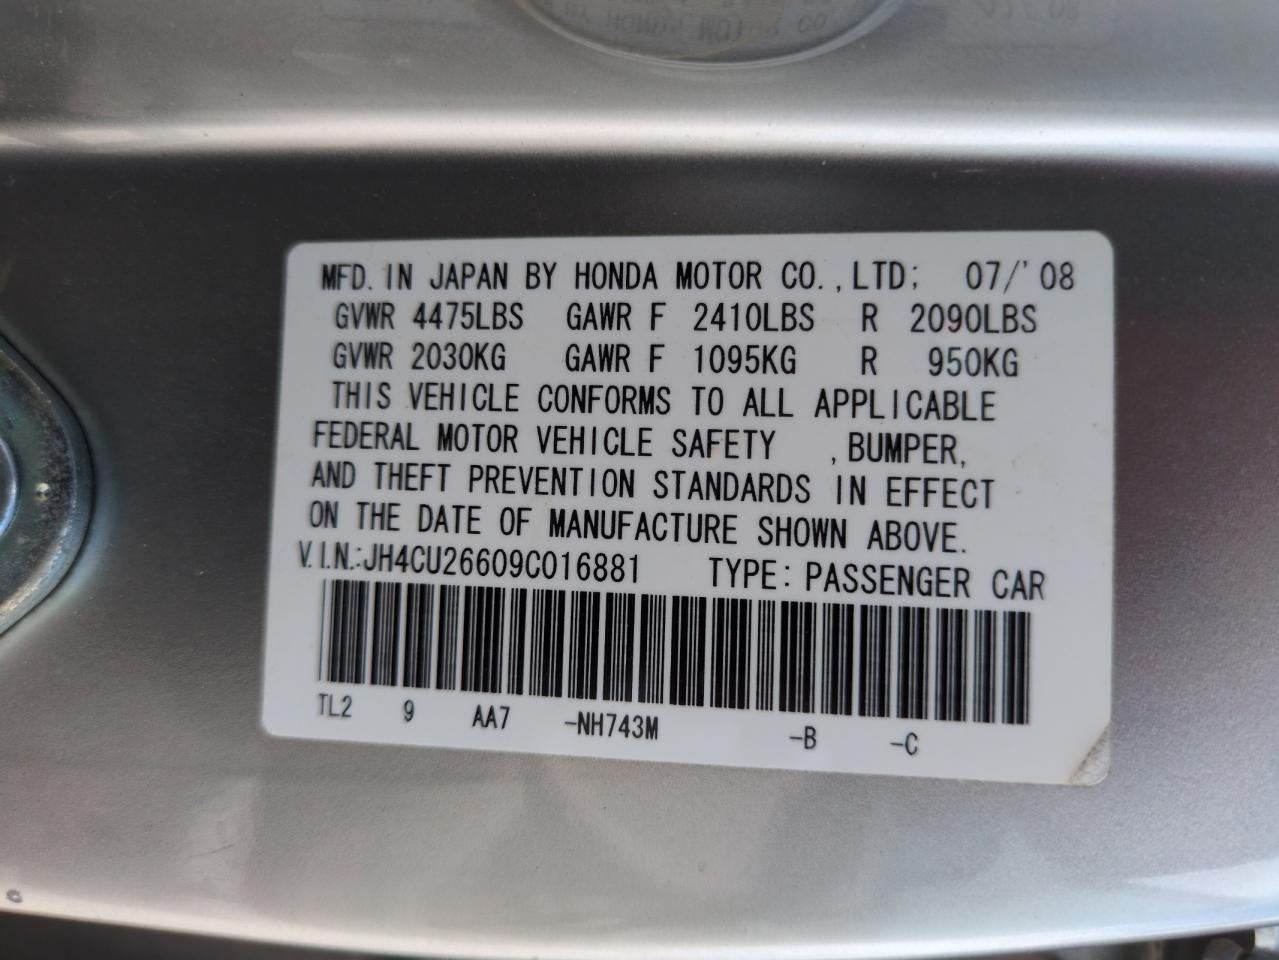 MFD. IN JAPAN BY HONDA MOTOR CO., LTD; 07/'08
GVWR 4475LBS GAWR F 2410LBS R 2090LBS
GVWR 2030KG GAWR F 1095KG R 950KG
THIS VEHICLE CONFORMS TO ALL APPLICABLE
FEDERAL MOTOR VEHICLE SAFETY , BUMPER,
AND THEFT PREVENTION STANDARDS IN EFFECT
ON THE DATE OF MANUFACTURE SHOWN ABOVE.
V.I.N.:JH4CU26609C016881 TYPE: PASSENGER CAR
TL2 9 AA7 -NH743M -B -C